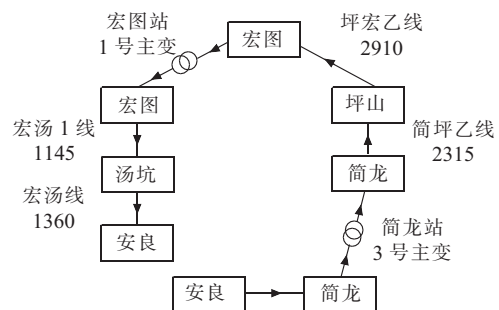 宏图站
1 号主变
宏图
坪宏乙线
2910
宏图
坪山
宏汤 1 线
1145
简坪乙线
2315
汤坑
简龙
宏汤线
1360
安良
简龙站
3 号主变
安良
简龙